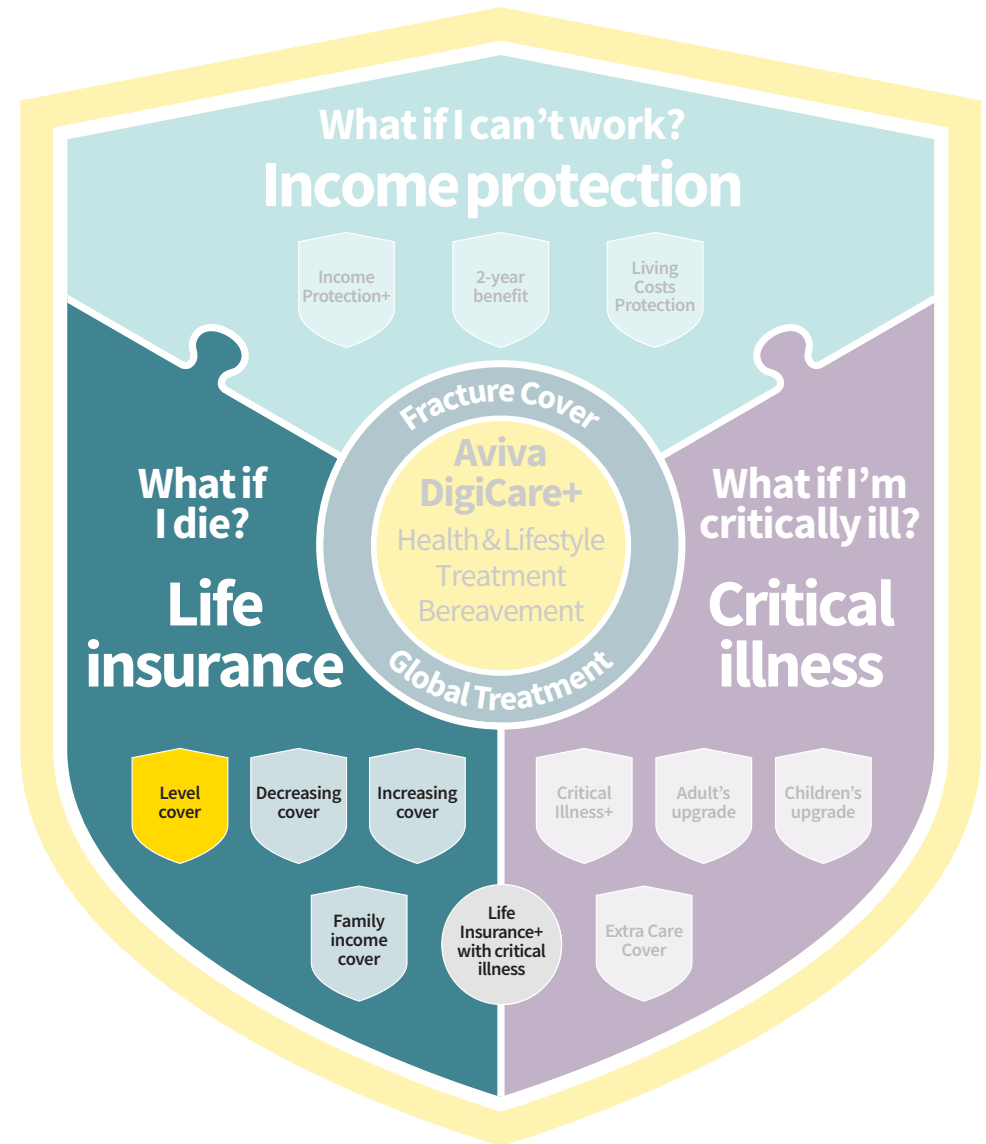 What if I can't work?
Income protection
Income
Protection+
2-year
benefit
Living
Costs
Protection
Fracture Cover
Aviva
DigiCare+
Health & Lifestyle
Treatment
Bereavement
Global Treatment
What if
I die?
Life
insurance
Level
cover
Decreasing
cover
Increasing
cover
Family
income
cover
Life
Insurance+
with critical
illness
What if I'm
critically ill?
Critical
illness
Critical
Illness+
Adult's
upgrade
Children's
upgrade
Extra Care
Cover